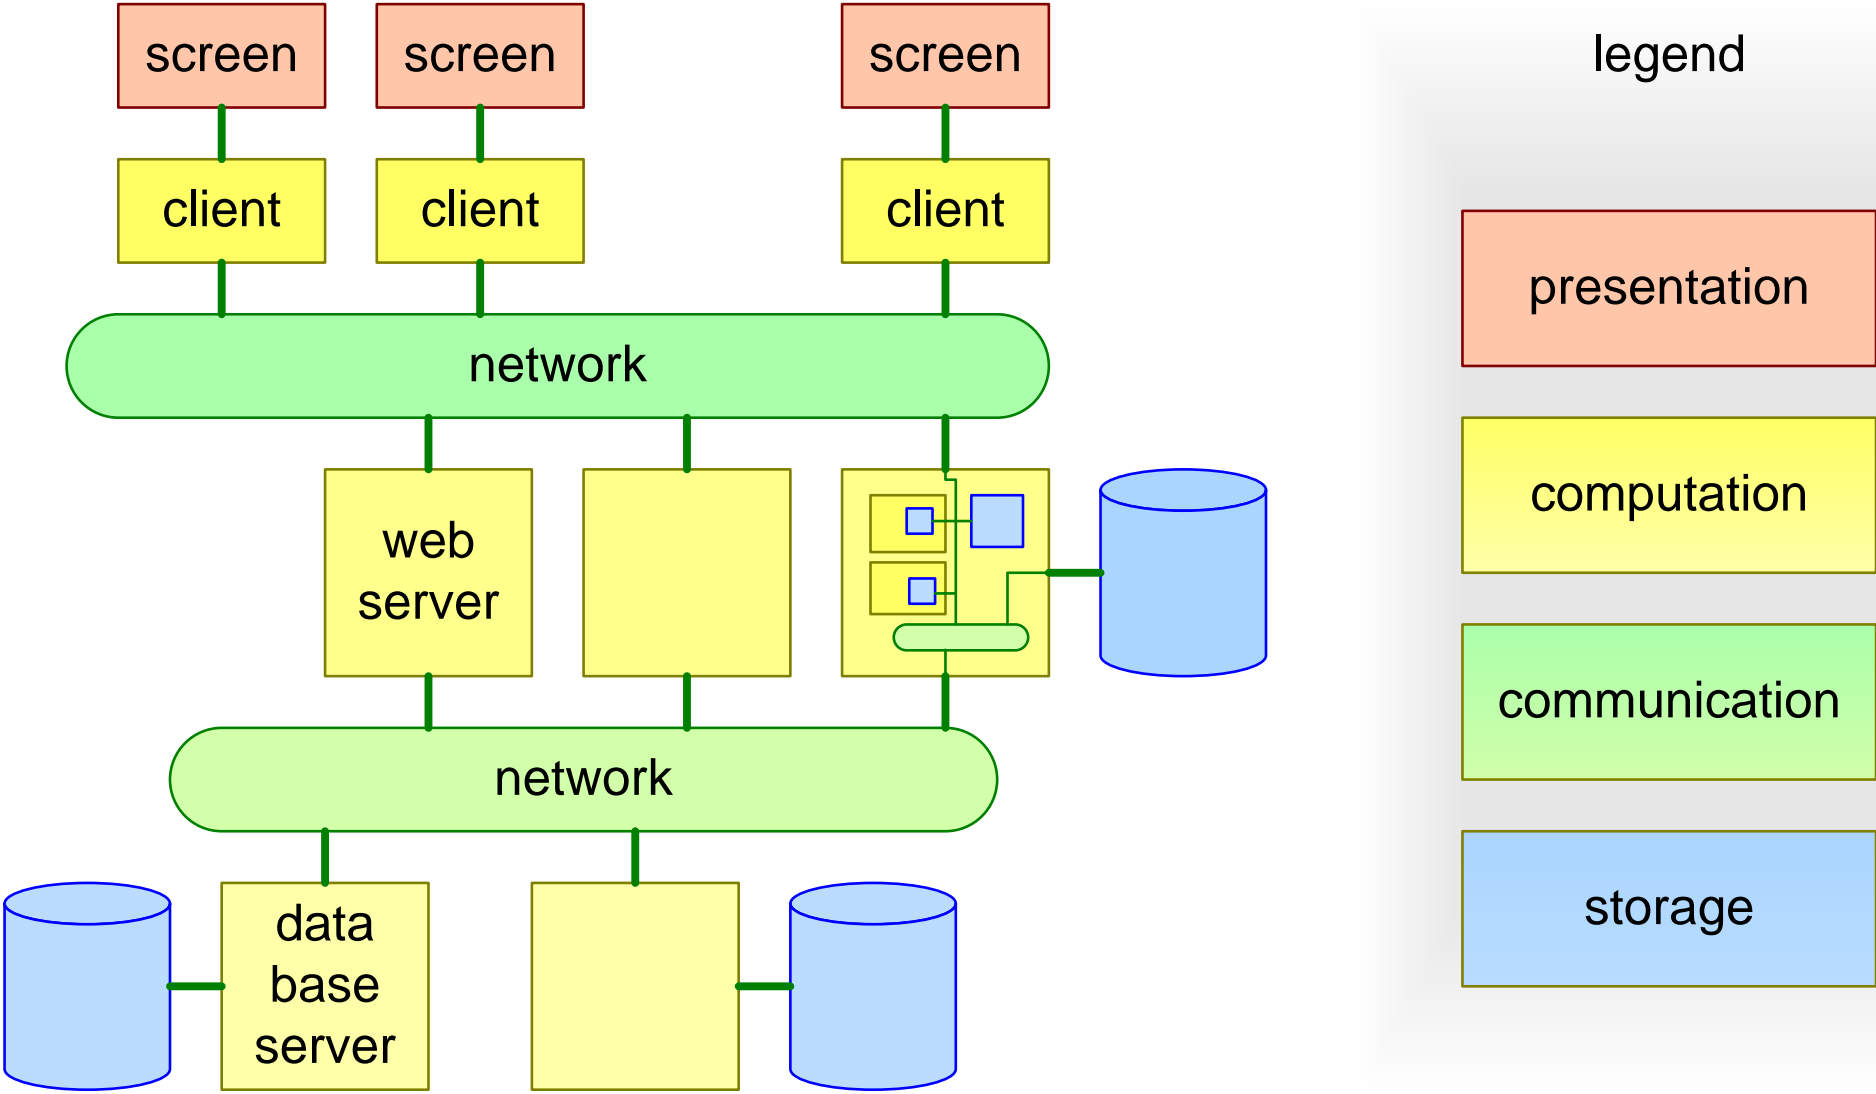 screen
screen
screen
client
client
client
network
web
server
network
data
base
server
legend
presentation
computation
communication
storage